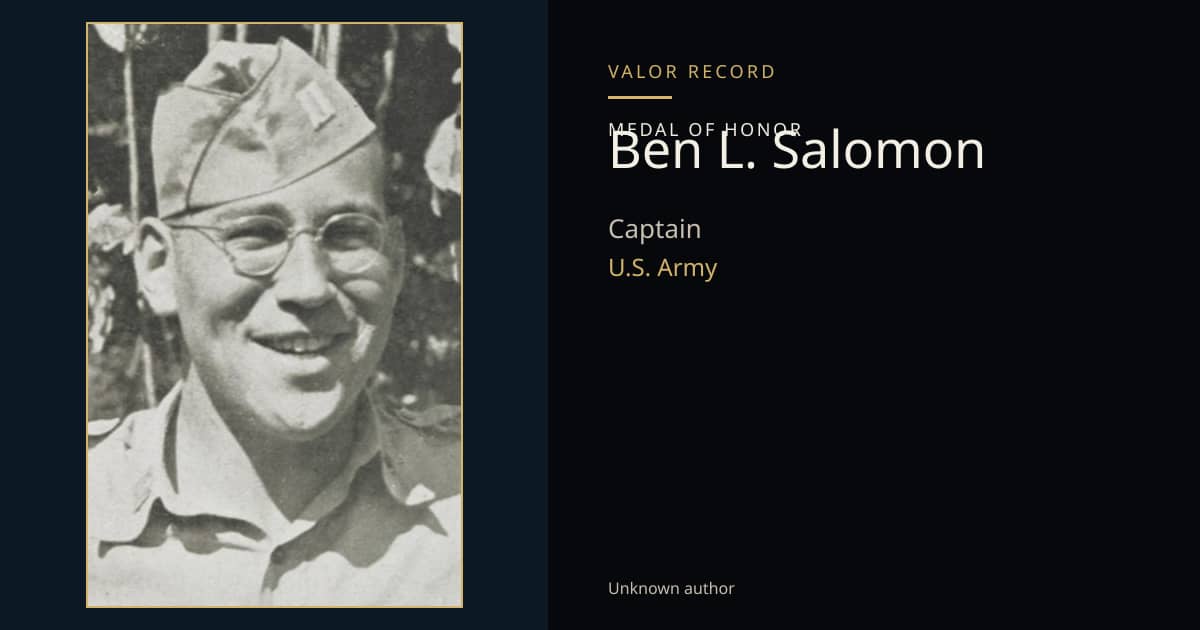 VALOR RECORD
MEDAL OF HONOR
Ben L. Salomon
Captain
U.S. Army
Unknown author